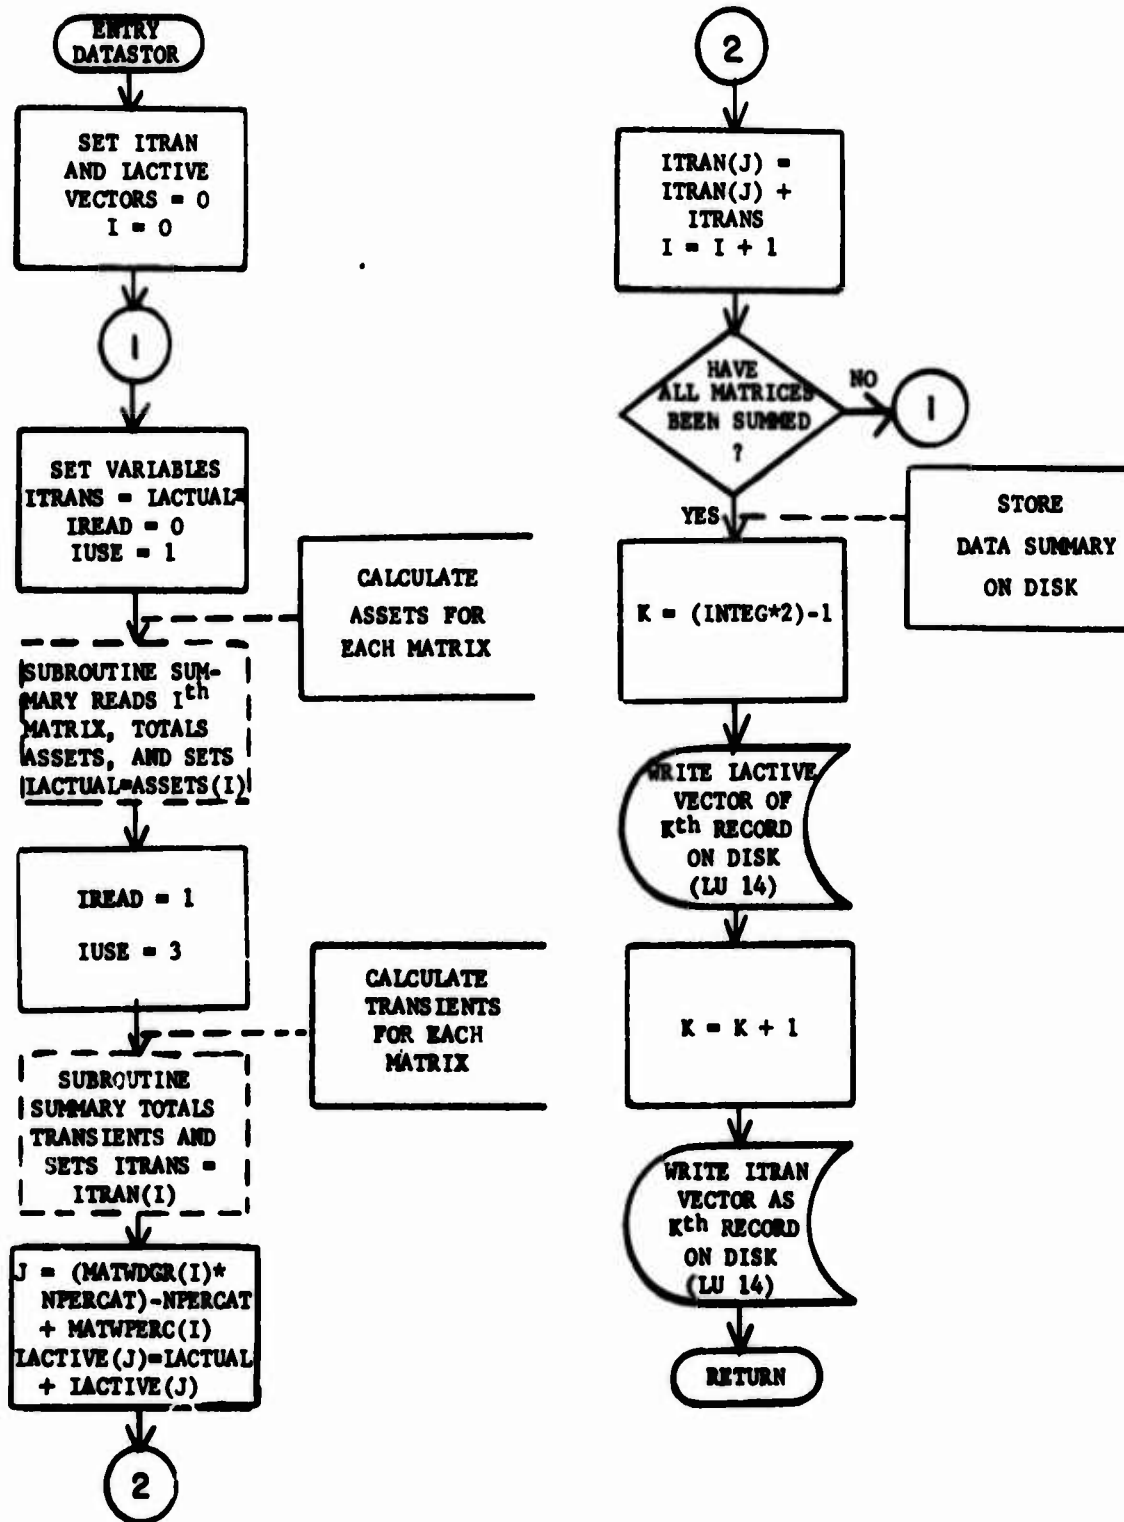 ENTRY
DATASTOR
SET ITRAN
AND IACTIVE
VECTORS = 0
I = 0
1
SET VARIABLES
ITRANS = IACTUAL=
IREAD = 0
IUSE = 1
CALCULATE
ASSETS FOR
EACH MATRIX
SUBROUTINE SUM-
MARY READS Ith
MATRIX, TOTALS
ASSETS, AND SETS
IACTUAL=ASSETS(I)
IREAD = 1
IUSE = 3
CALCULATE
TRANSIENTS
FOR EACH
MATRIX
SUBROUTINE
SUMMARY TOTALS
TRANSIENTS AND
SETS ITRANS =
ITRAN(I)
J = (MATWDGR(I)*
NPERCAT)-NPERCAT
+ MATWPERC(I)
IACTIVE(J)=IACTUAL
+ IACTIVE(J)
2
2
ITRAN(J) =
ITRAN(J) +
ITRANS
I = I + 1
HAVE
ALL MATRICES
BEEN SUMMED
?
NO
1
YES
STORE
DATA SUMMARY
ON DISK
K = (INTEG*2)-1
WRITE IACTIVE
VECTOR OF
Kth RECORD
ON DISK
(LU 14)
K = K + 1
WRITE ITRAN
VECTOR AS
Kth RECORD
ON DISK
(LU 14)
RETURN